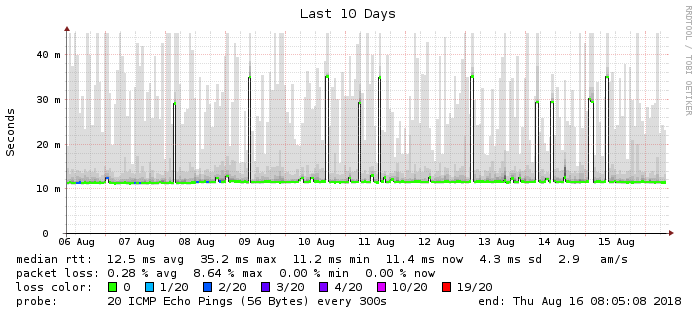 Last 10 Days
RRDTOOL / TOBI OETIKER
Seconds
40 m
30 m
20 m
10 m
0
06 Aug 07 Aug 08 Aug 09 Aug 10 Aug 11 Aug 12 Aug 13 Aug 14 Aug 15 Aug
median rtt: 12.5 ms avg 35.2 ms max 11.2 ms min 11.4 ms now 4.3 ms sd 2.9 am/s
packet loss: 0.28 % avg 8.64 % max 0.00 % min 0.00 % now
loss color: 0 1/20 2/20 3/20 4/20 10/20 19/20
probe: 20 ICMP Echo Pings (56 Bytes) every 300s end: Thu Aug 16 08:05:08 2018